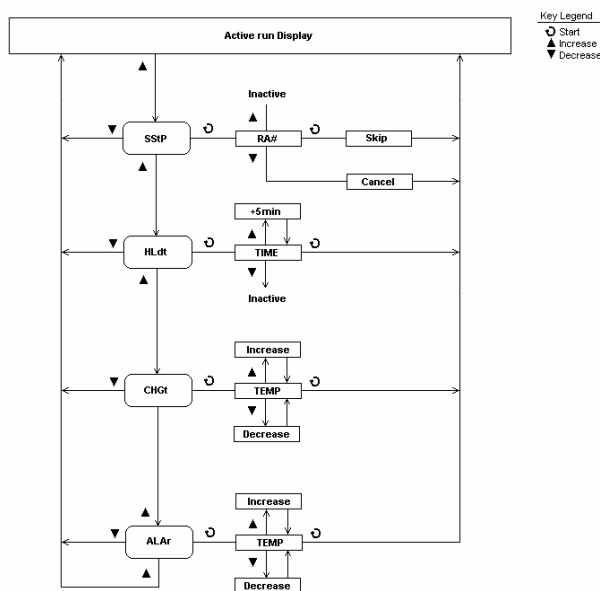 Key Legend
Start
Increase
Decrease
Active run Display
Inactive
SStP
RA#
Skip
Cancel
+5min
HLdt
TIME
Inactive
Increase
CHGt
TEMP
Decrease
Increase
ALAr
TEMP
Decrease